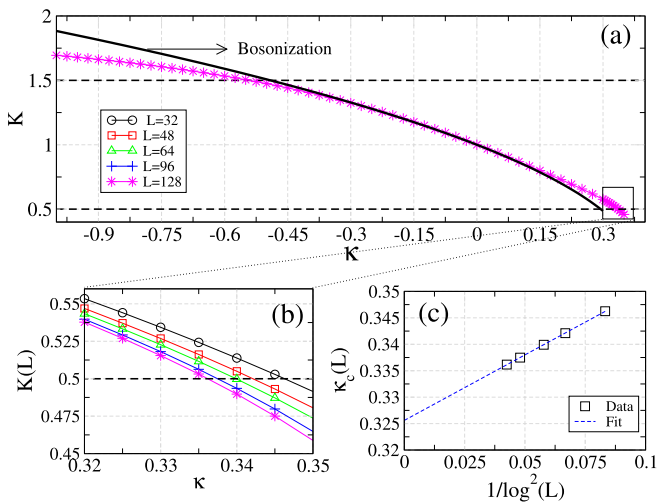 2
1.5
1
0.5
K
Bosonization
(a)
L=32
L=48
L=64
L=96
L=128
-0.9 -0.75 -0.6 -0.45 -0.3 -0.15 0 0.15 0.3
κ
(b)
0.55
0.525
0.5
0.475
0.45
K(L)
0.32 0.33 0.34 0.35
κ
(c)
0.35
0.345
0.34
0.335
0.33
0.325
0.32
κc(L)
Data
Fit
0 0.025 0.05 0.075 0.1
1/log²(L)